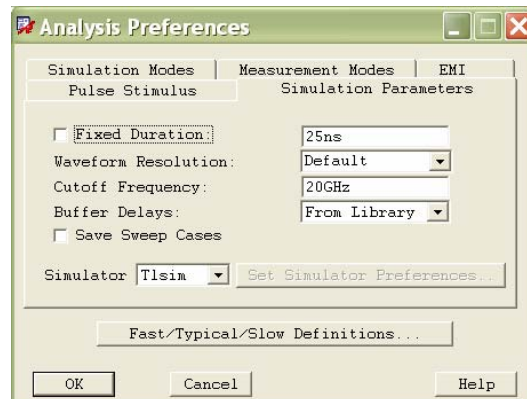 Analysis Preferences
Simulation Modes Measurement Modes EMI
Pulse Stimulus Simulation Parameters
Fixed Duration: 25ns
Waveform Resolution: Default
Cutoff Frequency: 20GHz
Buffer Delays: From Library
Save Sweep Cases
Simulator Tlsim Set Simulator Preferences..
Fast/Typical/Slow Definitions...
OK Cancel Help